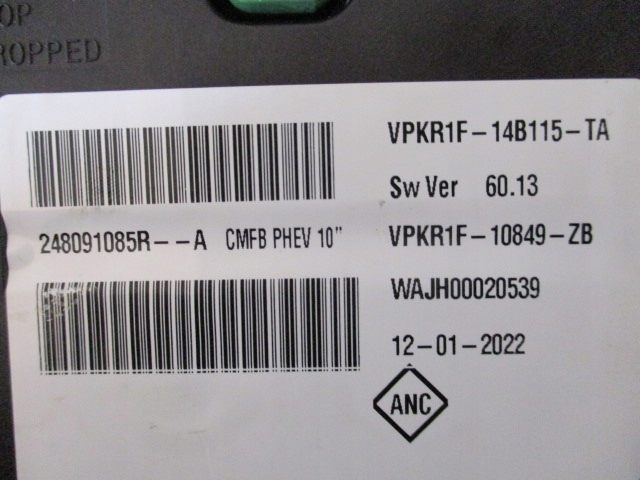 OP
ROPPED
VPKR1F-14B115-TA
Sw Ver 60.13
248091085R--A CMFB PHEV 10" VPKR1F-10849-ZB
WAJH00020539
12-01-2022
ANC